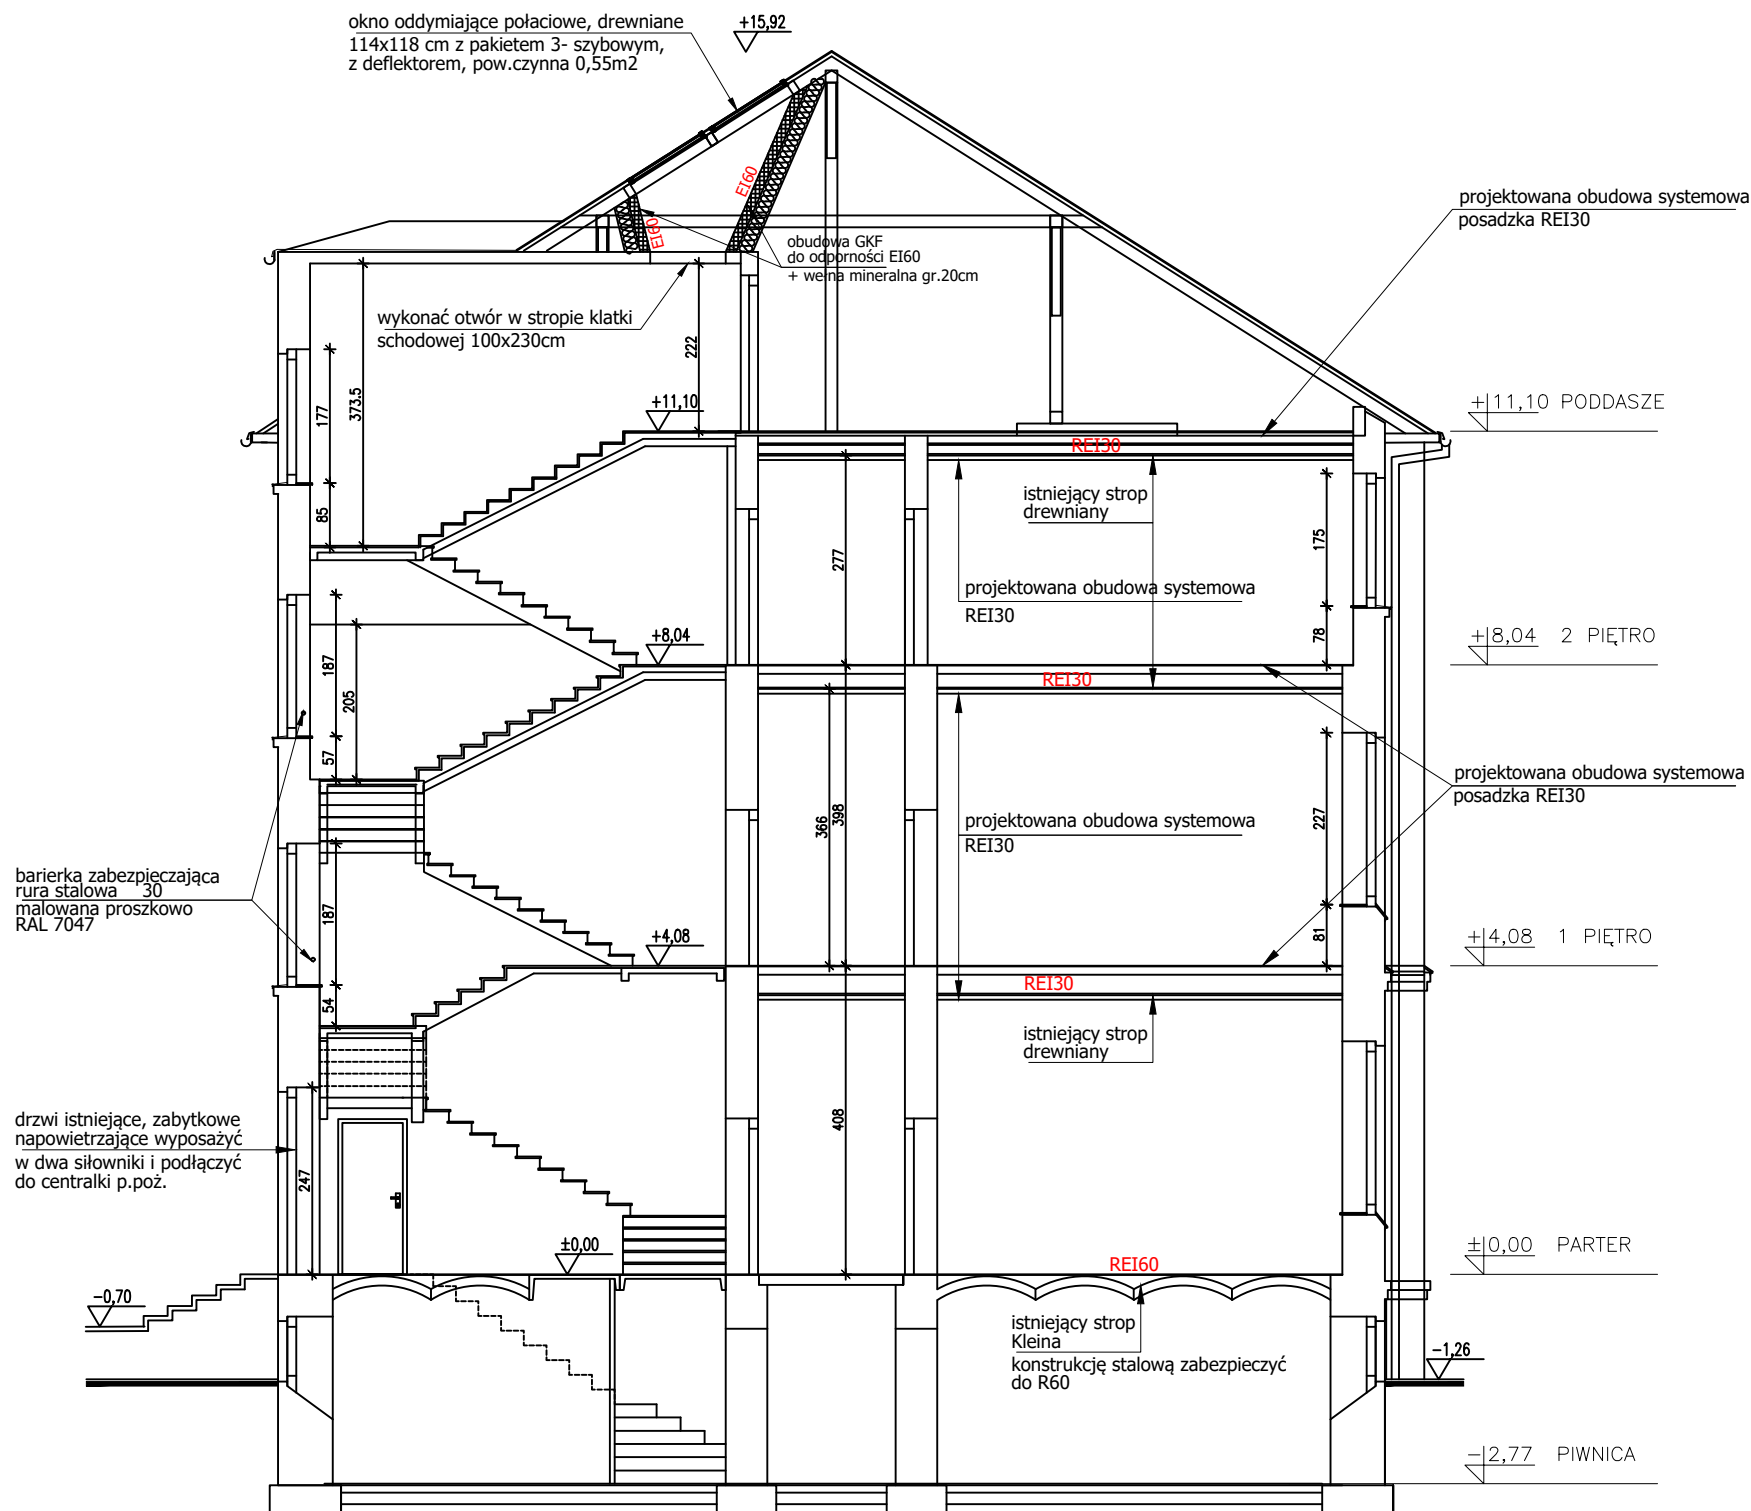 okno oddymiające połaciowe, drewniane
114x118 cm z pakietem 3- szybowym,
z deflektorem, pow.czynna 0,55m2
+15,92
EI60
EI60
obudowa GKF
do odporności EI60
+ wełna mineralna gr.20cm
projektowana obudowa systemowa
posadzka REI30
wykonać otwór w stropie klatki
schodowej 100x230cm
222
373.5
177
85
+11,10
+11,10 PODDASZE
REI30
istniejący strop
drewniany
277
175
78
projektowana obudowa systemowa
REI30
+8,04
+8,04 2 PIĘTRO
187
205
57
REI30
366
398
227
81
projektowana obudowa systemowa
REI30
projektowana obudowa systemowa
posadzka REI30
barierka zabezpieczająca
rura stalowa 30
malowana proszkowo
RAL 7047
187
54
+4,08
+4,08 1 PIĘTRO
REI30
istniejący strop
drewniany
408
drzwi istniejące, zabytkowe
napowietrzające wyposażyć
w dwa siłowniki i podłączyć
do centralki p.poż.
247
±0,00
REI60
±0,00 PARTER
-0,70
istniejący strop
Kleina
konstrukcję stalową zabezpieczyć
do R60
-1,26
-2,77 PIWNICA